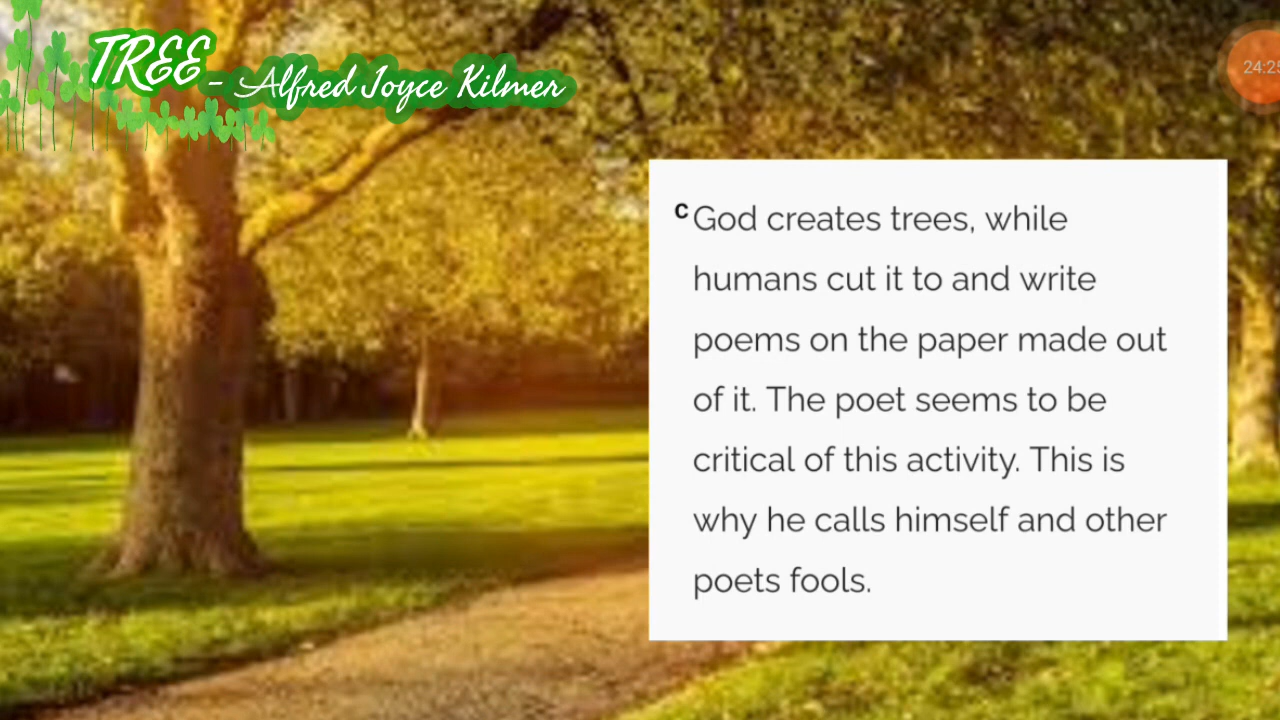 TREE - Alfred Joyce Kilmer
24:25
C God creates trees, while
humans cut it to and write
poems on the paper made out
of it. The poet seems to be
critical of this activity. This is
why he calls himself and other
poets fools.